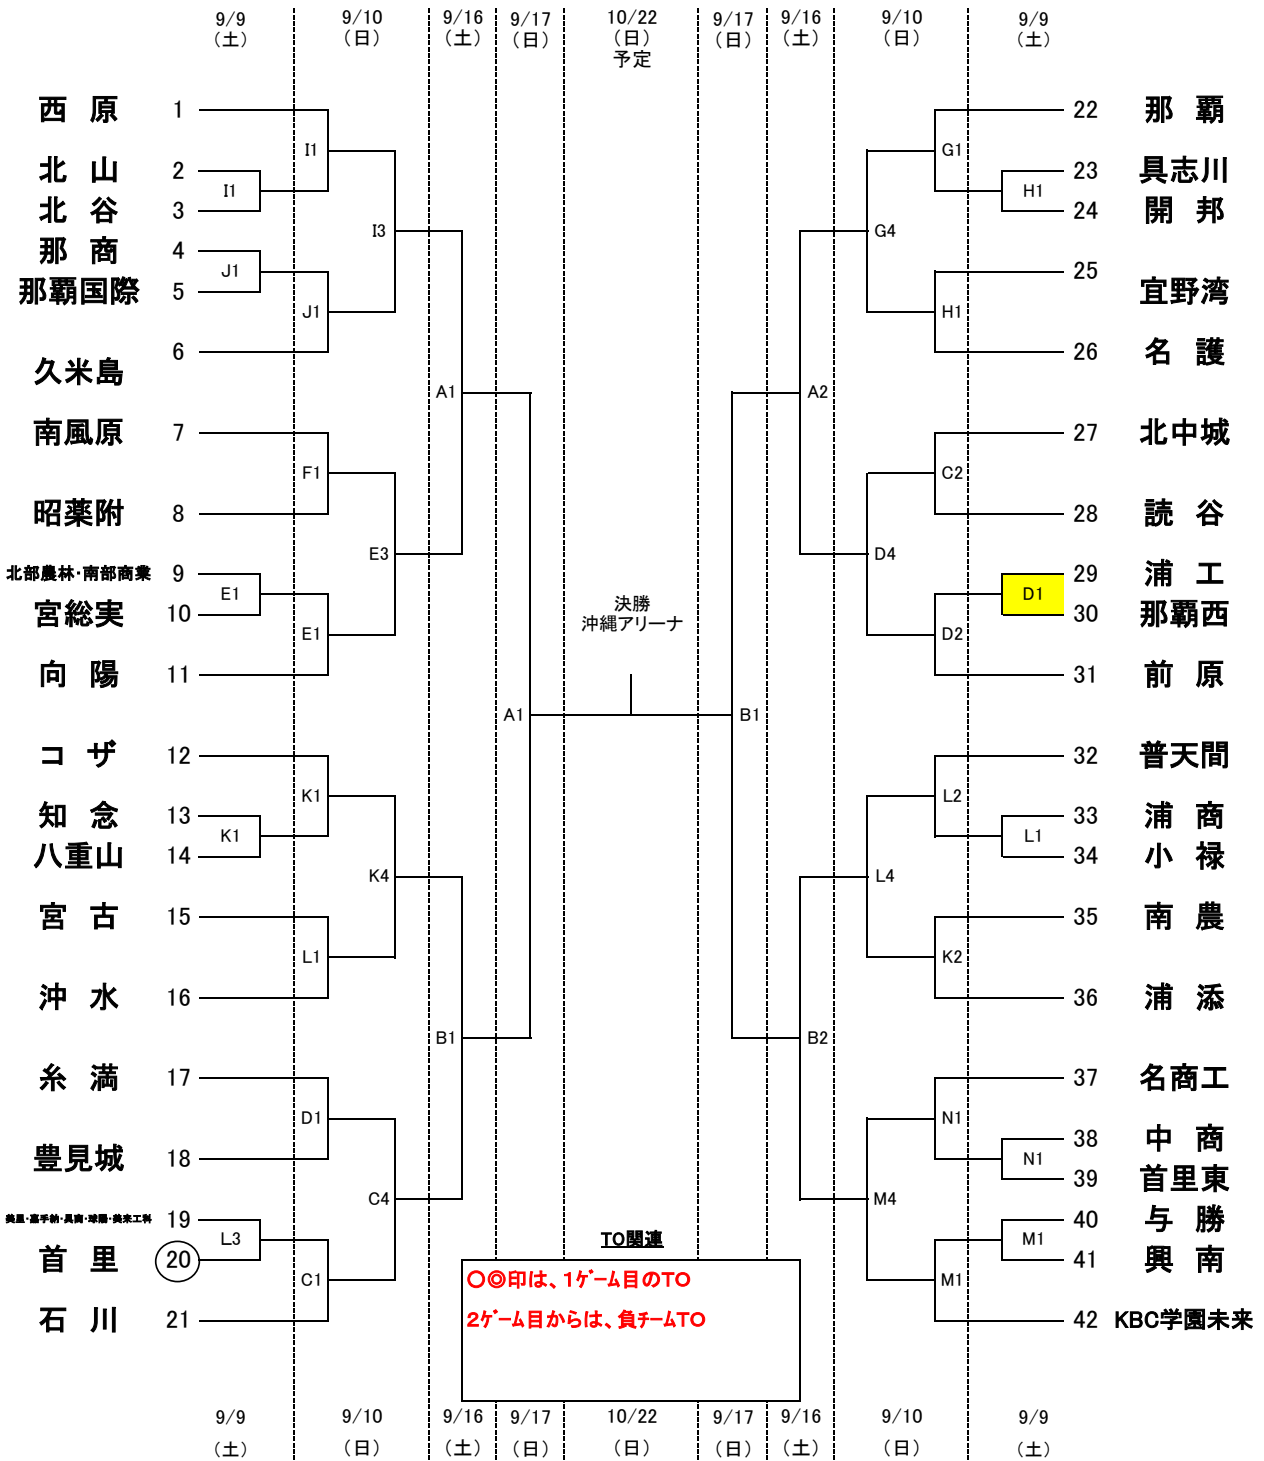 9/9 9/10 9/16 9/17 10/22 9/17 9/16 9/10 9/9
（土） （日） （土） （日） （日） （日） （土） （日） （土）
予定
西 原 1
I1
北 山 2
I1
北 谷 3
I3
那 商 4
J1
那覇国際 5
J1
6
久米島
A1
南風原 7
F1
昭薬附 8
E3
北部農林・南部商業 9
E1
宮総実 10
E1
向 陽 11
A1
コ ザ 12
K1
知 念 13
K1
八重山 14
K4
宮 古 15
L1
沖 水 16
B1
糸 満 17
D1
豊見城 18
C4
美里・嘉手納・具商・球陽・美来工科 19
L3
首 里 20
C1
石 川 21
決勝
沖縄アリーナ
22 那 覇
G1
23 具志川
H1
24 開 邦
G4
25
宜野湾
H1
26 名 護
A2
27 北中城
C2
28 読 谷
D4
29 浦 工
D1
30 那覇西
D2
31 前 原
B1
32 普天間
L2
33 浦 商
L1
34 小 禄
L4
35 南 農
K2
36 浦 添
B2
37 名商工
N1
38 中 商
N1
39 首里東
M4
40 与 勝
M1
41 興 南
M1
42 KBC学園未来
TO関連
○◎印は、1ゲーム目のTO
2ゲーム目からは、負チームTO
9/9 9/10 9/16 9/17 10/22 9/17 9/16 9/10 9/9
（土） （日） （土） （日） （日） （日） （土） （日） （土）